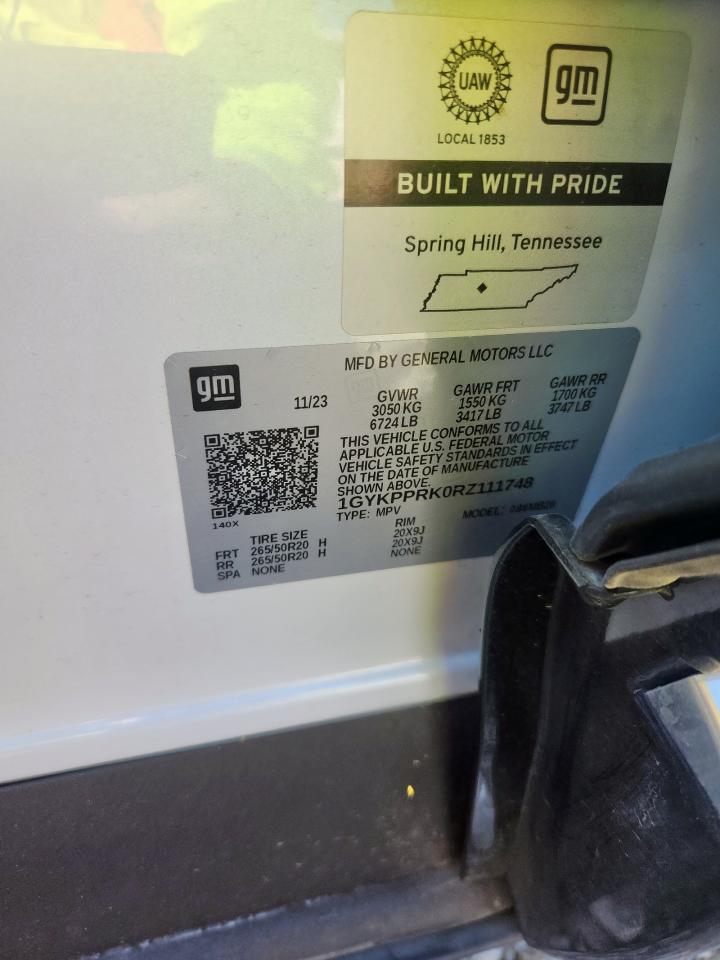 UAW
gm
LOCAL 1853
BUILT WITH PRIDE
Spring Hill, Tennessee
gm
MFD BY GENERAL MOTORS LLC
11/23
GVWR GAWR FRT GAWR RR
3050 KG 1550 KG 1700 KG
6724 LB 3417 LB 3747 LB
THIS VEHICLE CONFORMS TO ALL
APPLICABLE U.S. FEDERAL MOTOR
VEHICLE SAFETY STANDARDS IN EFFECT
ON THE DATE OF MANUFACTURE
SHOWN ABOVE.
1GYKPPRK0RZ111748
TYPE: MPV MODEL:
140X
TIRE SIZE RIM
FRT 265/50R20 H 20X9J
RR 265/50R20 H 20X9J
SPA NONE NONE